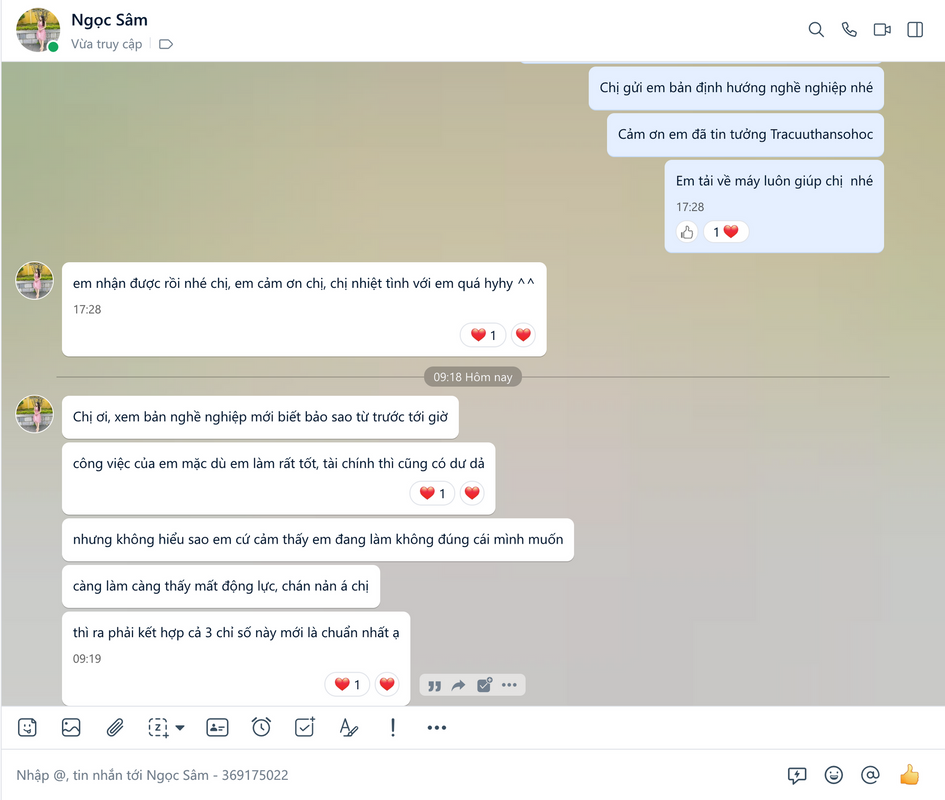 Ngọc Sâm
Vừa truy cập
Chị gửi em bản định hướng nghề nghiệp nhé
Cảm ơn em đã tin tưởng Tracuuthansohoc
Em tải về máy luôn giúp chị  nhé
17:28
1
em nhận được rồi nhé chị, em cảm ơn chị, chị nhiệt tình với em quá hyhy ^^
17:28
1
09:18 Hôm nay
Chị ơi, xem bản nghề nghiệp mới biết bảo sao từ trước tới giờ
công việc của em mặc dù em làm rất tốt, tài chính thì cũng có dư dả
1
nhưng không hiểu sao em cứ cảm thấy em đang làm không đúng cái mình muốn
càng làm càng thấy mất động lực, chán nản á chị
thì ra phải kết hợp cả 3 chỉ số này mới là chuẩn nhất ạ
09:19
1
Nhập @, tin nhắn tới Ngọc Sâm - 369175022